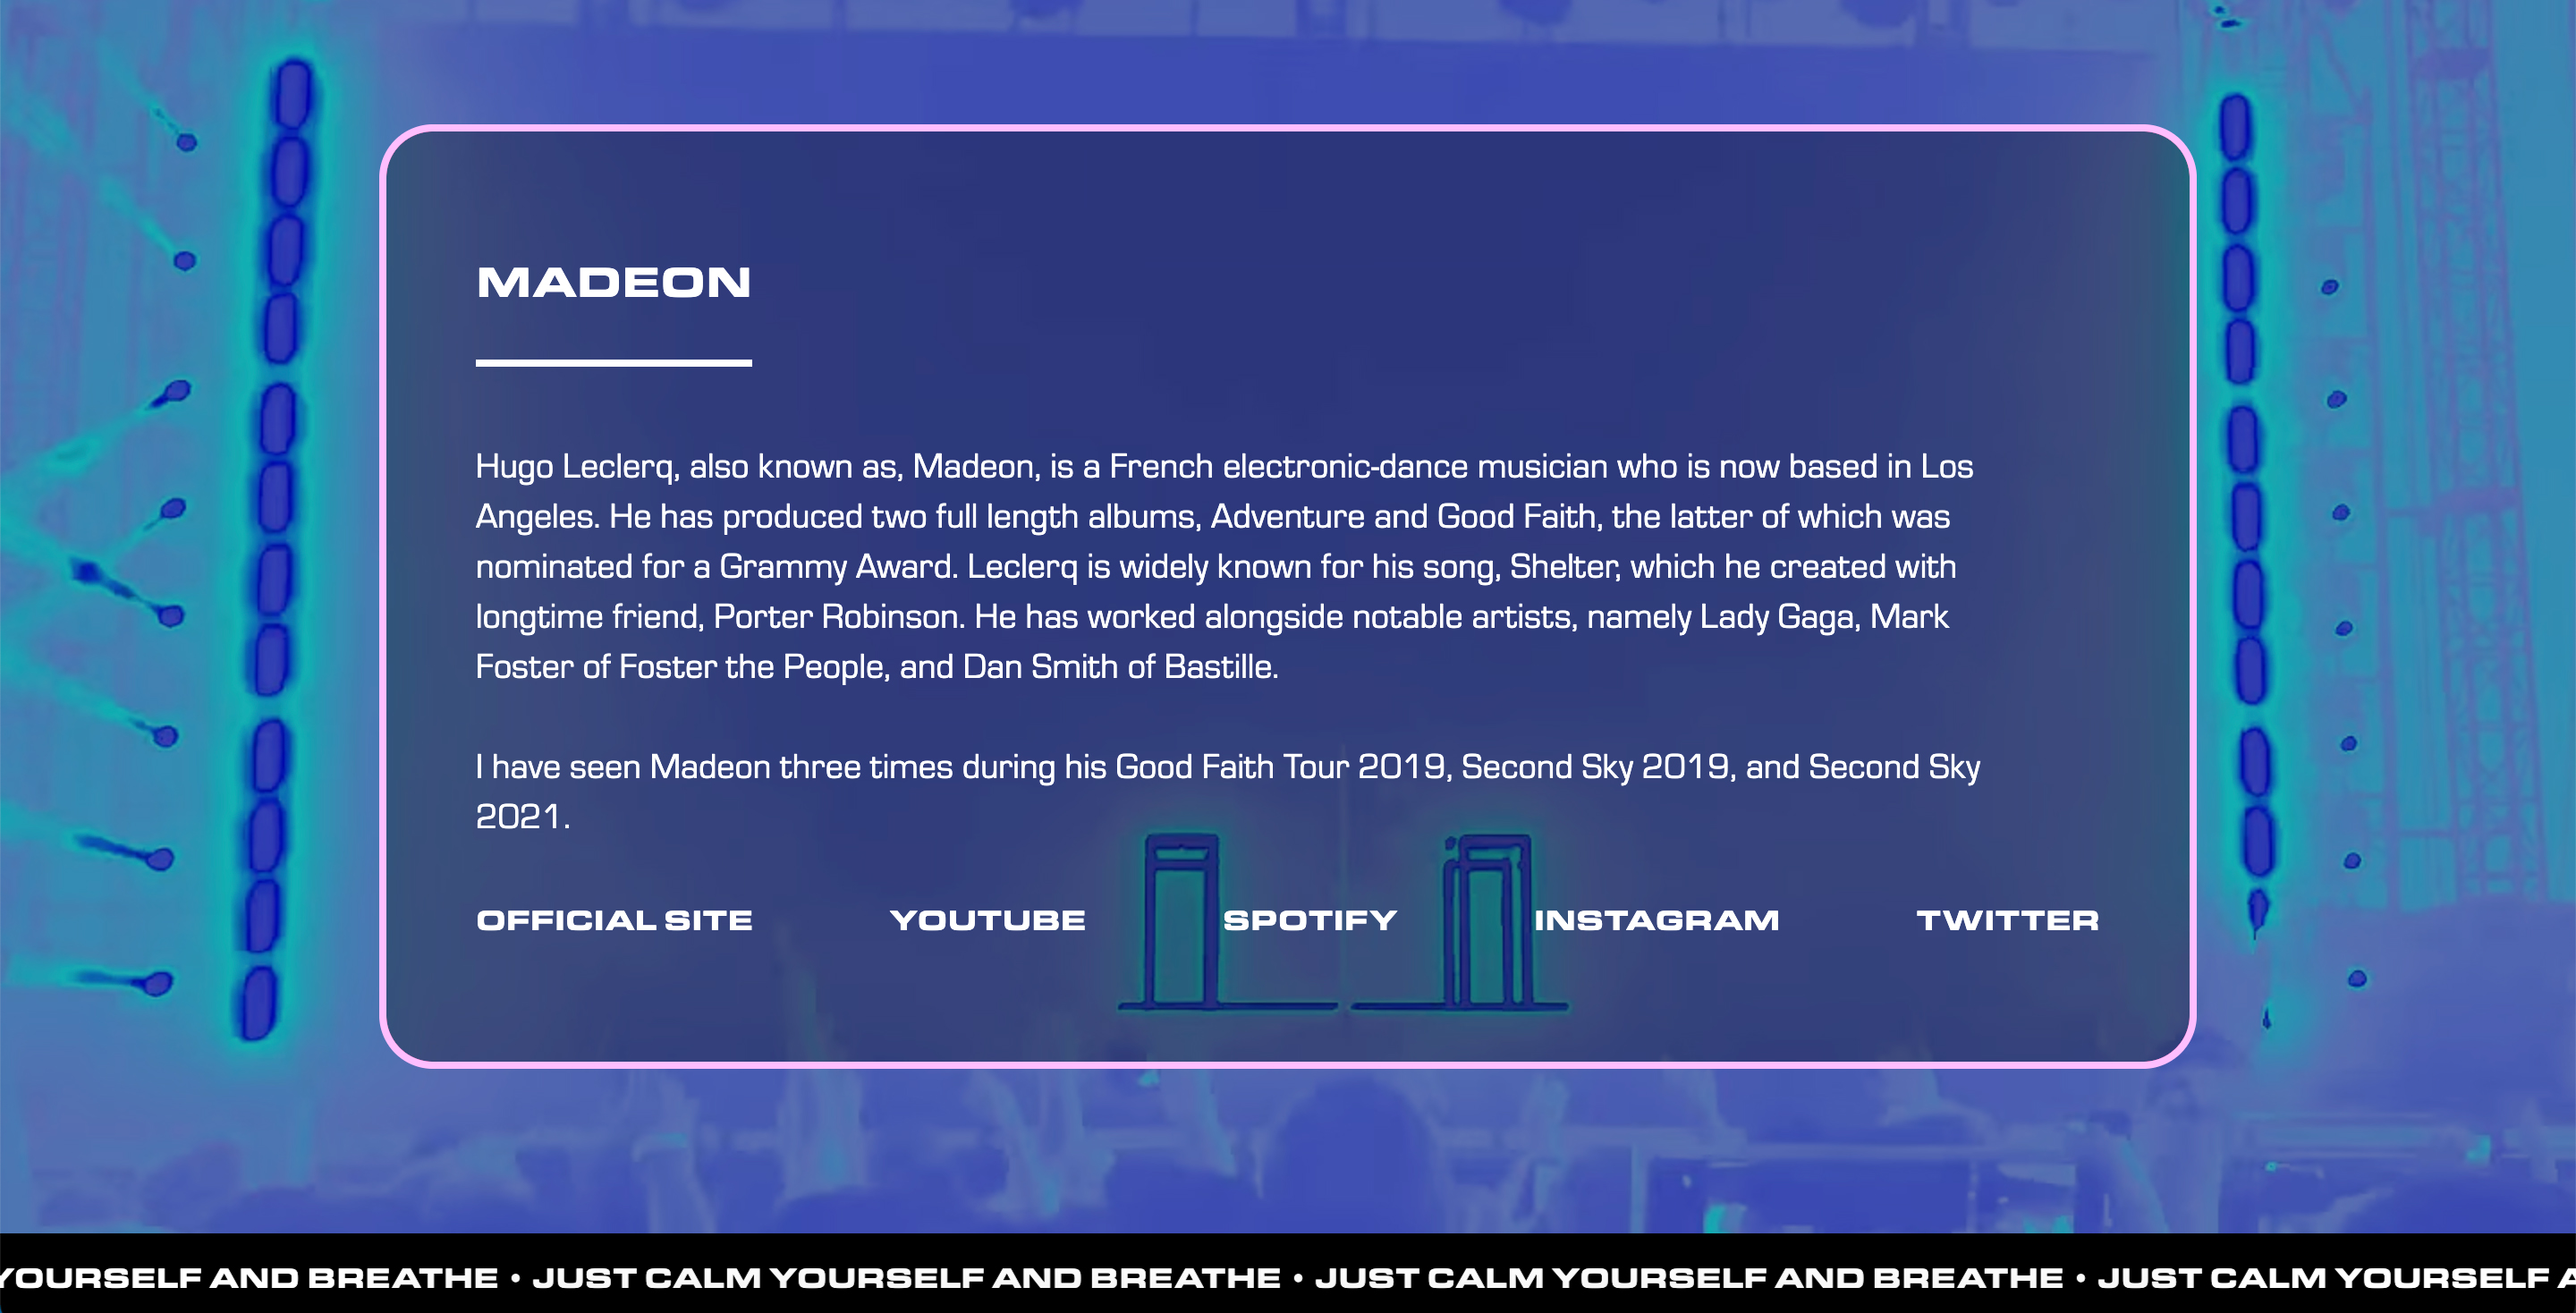 MADEON
Hugo Leclerq, also known as, Madeon, is a French electronic-dance musician who is now based in Los
Angeles. He has produced two full length albums, Adventure and Good Faith, the latter of which was
nominated for a Grammy Award. Leclerq is widely known for his song, Shelter, which he created with
longtime friend, Porter Robinson. He has worked alongside notable artists, namely Lady Gaga, Mark
Foster of Foster the People, and Dan Smith of Bastille.
I have seen Madeon three times during his Good Faith Tour 2019, Second Sky 2019, and Second Sky
2021.
OFFICIAL SITE YOUTUBE SPOTIFY INSTAGRAM TWITTER
YOURSELF AND BREATHE • JUST CALM YOURSELF AND BREATHE • JUST CALM YOURSELF AND BREATHE • JUST CALM YOURSELF A